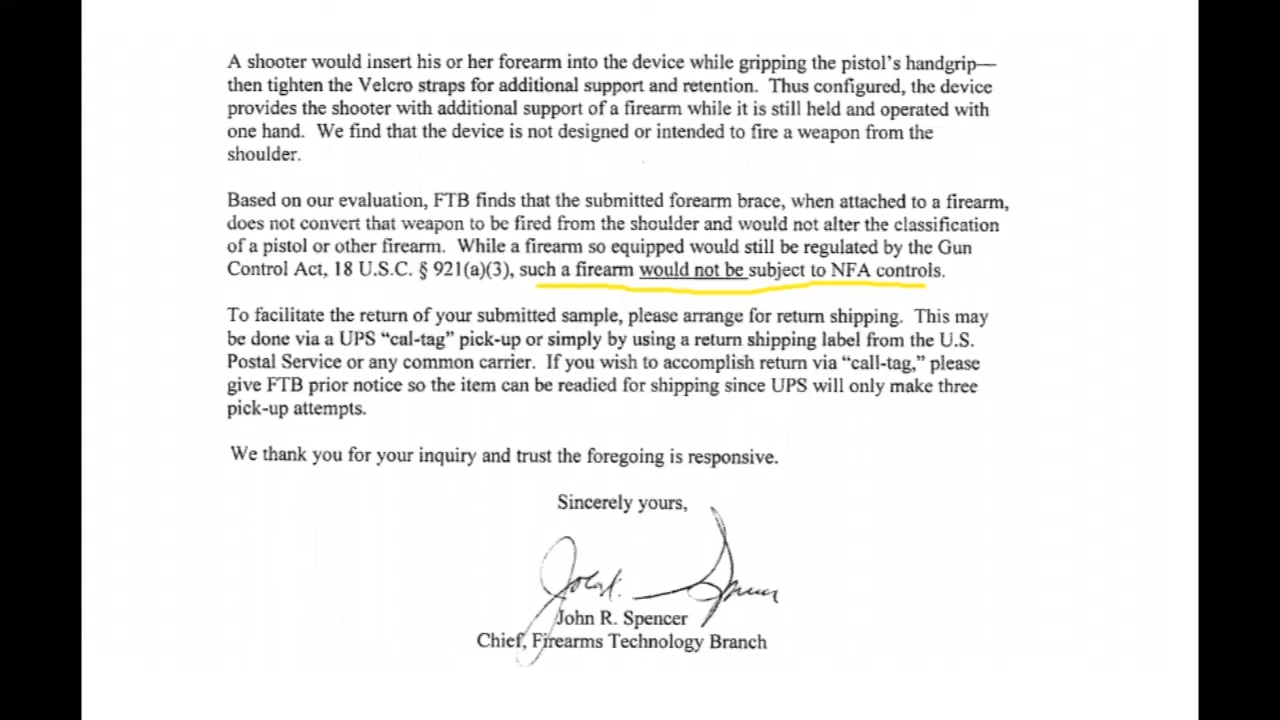 A shooter would insert his or her forearm into the device while gripping the pistol's handgrip—
then tighten the Velcro straps for additional support and retention. Thus configured, the device
provides the shooter with additional support of a firearm while it is still held and operated with
one hand. We find that the device is not designed or intended to fire a weapon from the
shoulder.
Based on our evaluation, FTB finds that the submitted forearm brace, when attached to a firearm,
does not convert that weapon to be fired from the shoulder and would not alter the classification
of a pistol or other firearm. While a firearm so equipped would still be regulated by the Gun
Control Act, 18 U.S.C. § 921(a)(3), such a firearm would not be subject to NFA controls.
To facilitate the return of your submitted sample, please arrange for return shipping. This may
be done via a UPS “cal-tag” pick-up or simply by using a return shipping label from the U.S.
Postal Service or any common carrier. If you wish to accomplish return via “call-tag,” please
give FTB prior notice so the item can be readied for shipping since UPS will only make three
pick-up attempts.
We thank you for your inquiry and trust the foregoing is responsive.
Sincerely yours,
John R. Spencer
Chief, Firearms Technology Branch